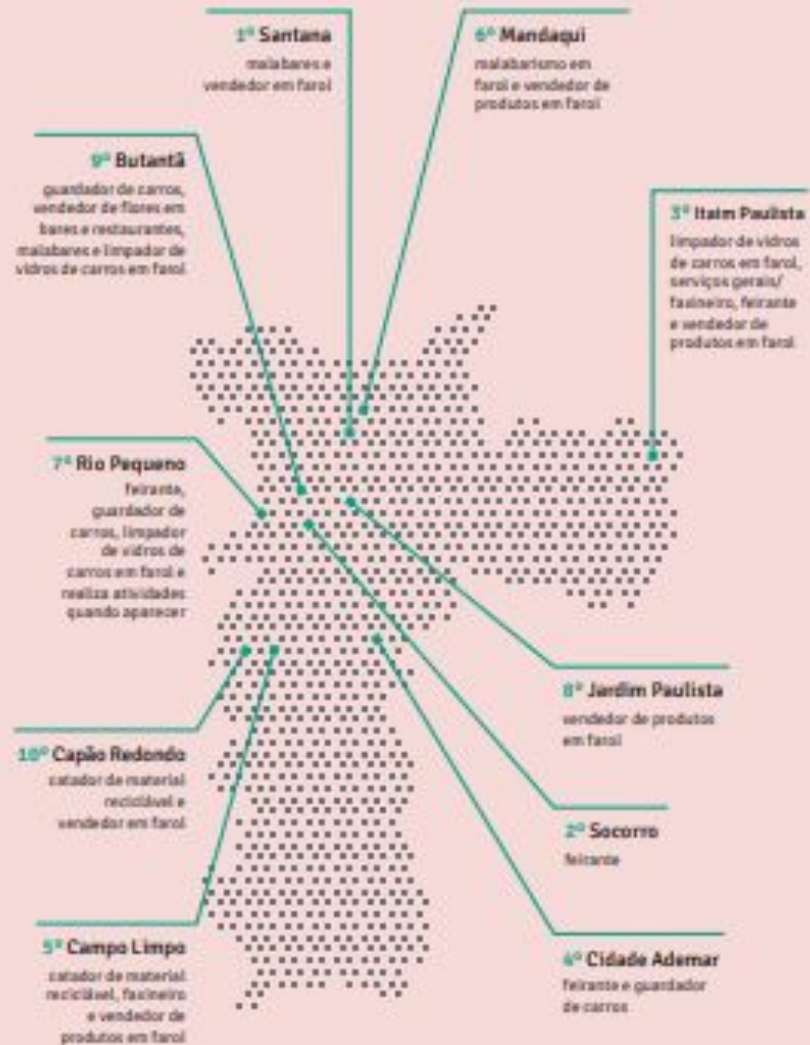 1º Santana
malabares e
vendedor em farol
6º Mandaqui
malabarismo em
farol e vendedor de
produtos em farol
9º Butantã
guardador de carros,
vendedor de flores em
bares e restaurantes,
malabares e limpador de
vidros de carros em farol
3º Itaim Paulista
limpador de vidros
de carros em farol,
serviços gerais/
faxineiro, feirante
e vendedor de
produtos em farol
7º Rio Pequeno
feirante,
guardador de
carros, limpador
de vidros de
carros em farol e
realiza atividades
quando aparecer
8º Jardim Paulista
vendedor de produtos
em farol
10º Capão Redondo
catador de material
reciclável e
vendedor em farol
2º Socorro
feirante
5º Campo Limpo
catador de material
reciclável, faxineiro
e vendedor de
produtos em farol
4º Cidade Ademar
feirante e guardador
de carros